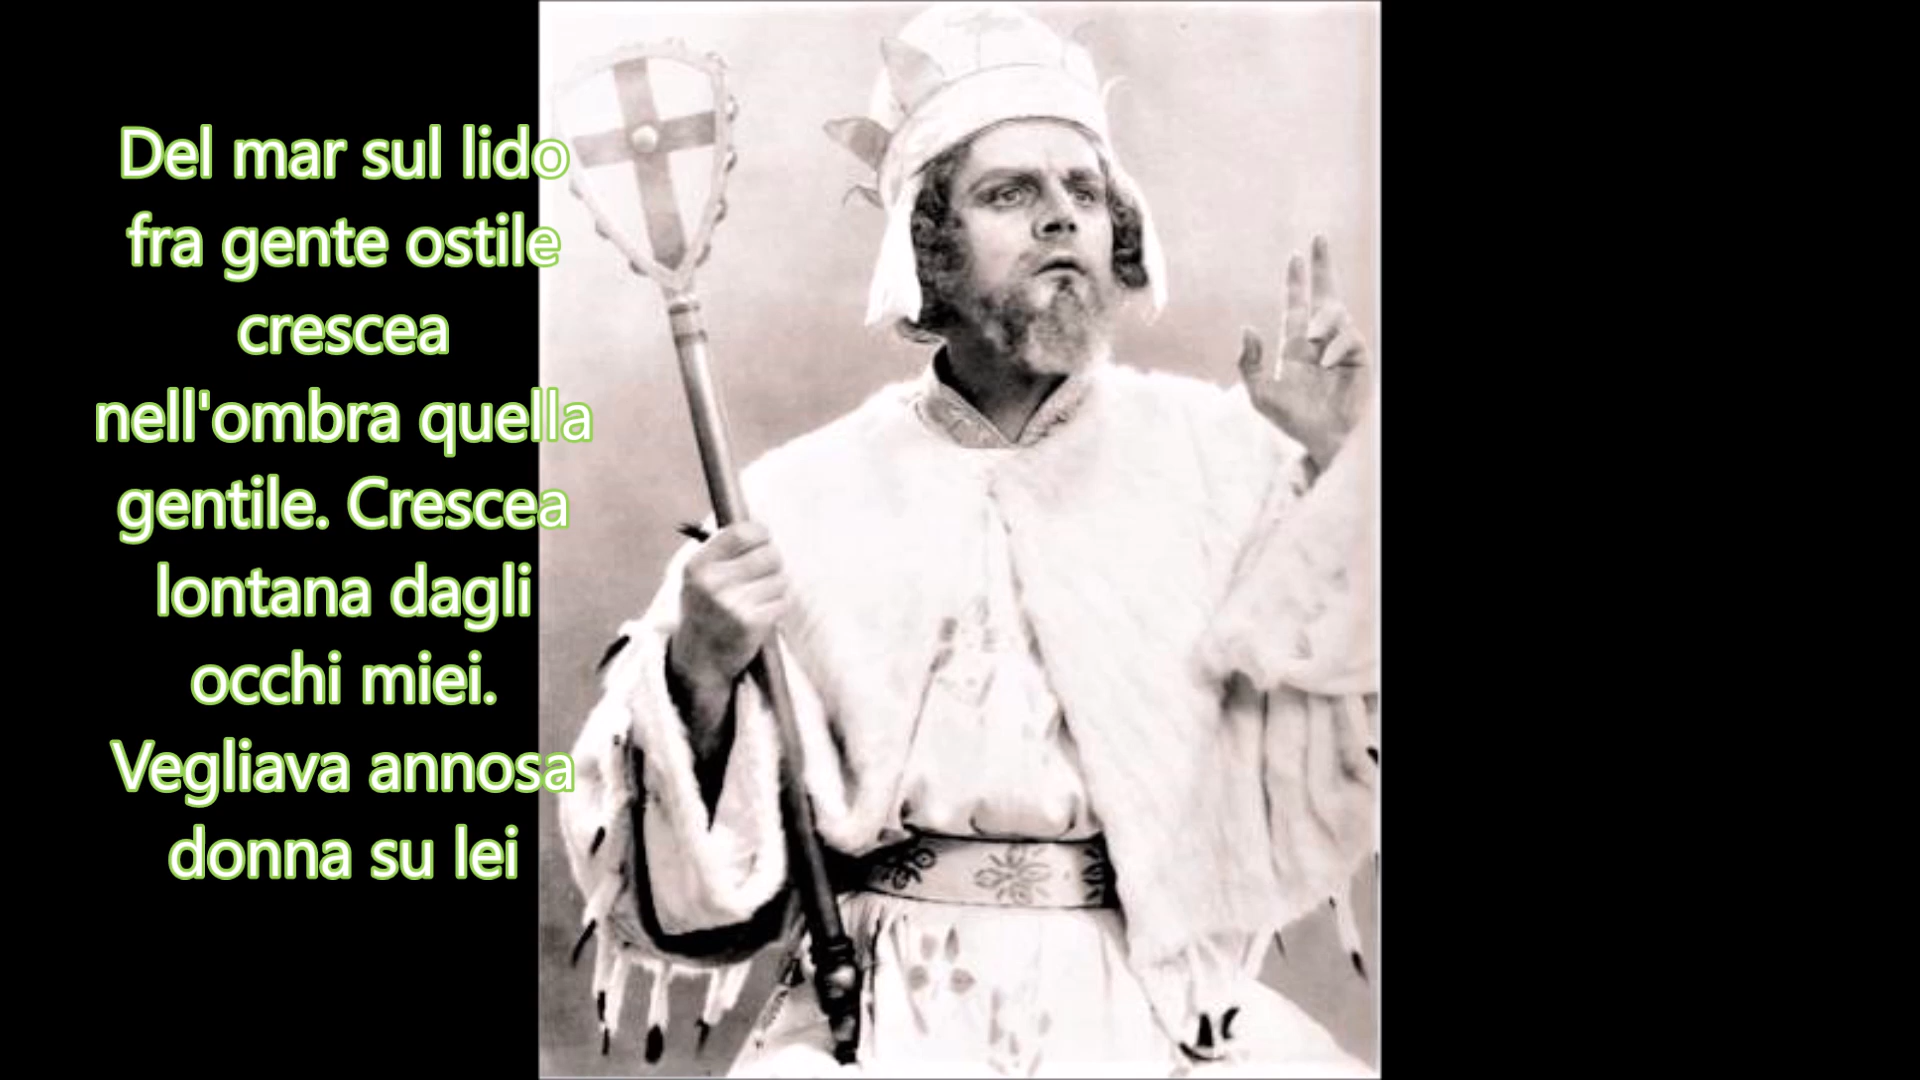 Del mar sul lido
fra gente ostile
crescea
nell'ombra quella
gentile. Crescea
lontana dagli
occhi miei.
Vegliava annosa
donna su lei